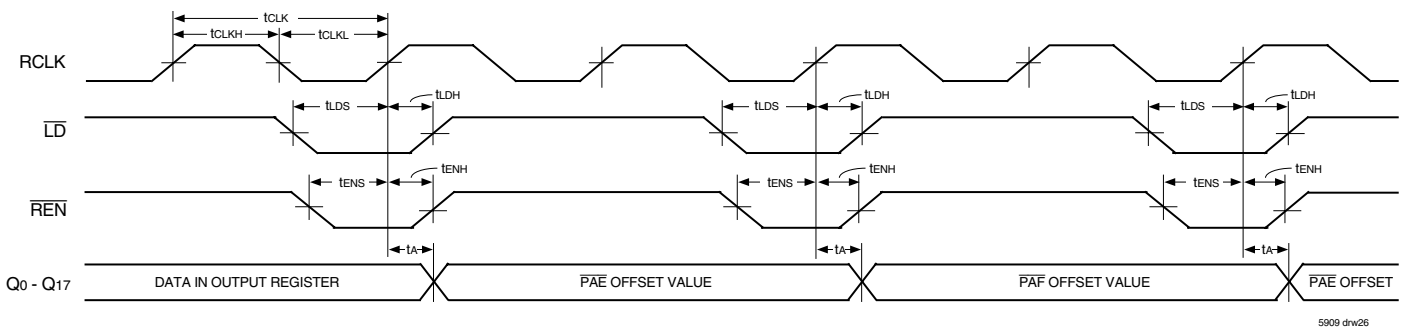 tCLK
tCLKH tCLKL
RCLK
tLDS tLDH tLDS tLDH tLDS tLDH
LD
tENS tENH tENS tENH tENS tENH
REN
tA tA tA
Q0 - Q17 DATA IN OUTPUT REGISTER PAE OFFSET VALUE PAF OFFSET VALUE PAE OFFSET
5909 drw26